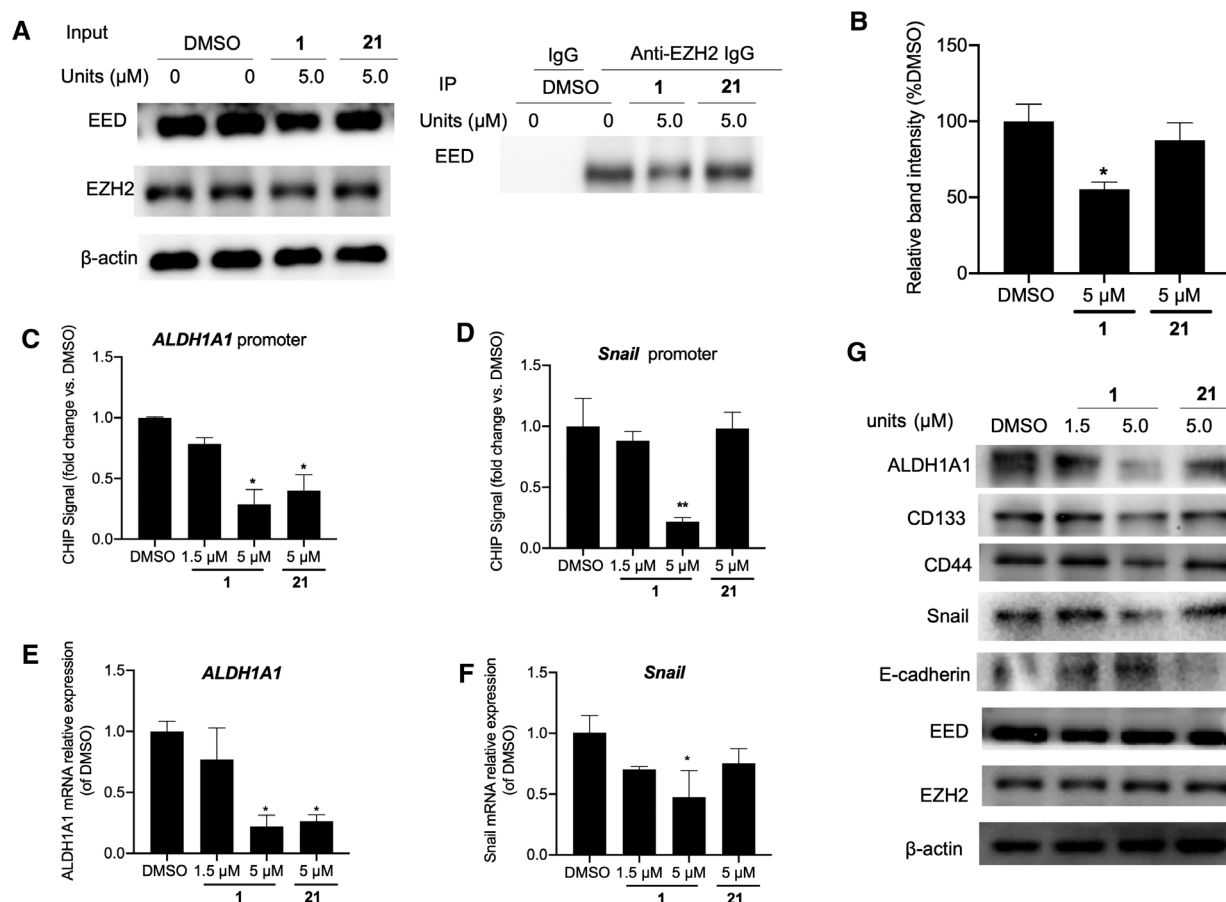 A
Input
DMSO 1 21
Units (µM) 0 0 5.0 5.0
EED
EZH2
β-actin
IgG Anti-EZH2 IgG
IP DMSO 1 21
Units (µM) 0 0 5.0 5.0
EED
B
Relative band intensity (%DMSO)
150
100
50
0
*
DMSO 5 µM 5 µM
1 21
C
ALDH1A1 promoter
CHIP Signal (fold change vs. DMSO)
1.5
1.0
0.5
0.0
* *
DMSO 1.5 µM 5 µM 5 µM
1 21
D
Snail promoter
CHIP Signal (fold change vs. DMSO)
1.5
1.0
0.5
0.0
**
DMSO 1.5 µM 5 µM 5 µM
1 21
E
ALDH1A1
ALDH1A1 mRNA relative expression
(of DMSO)
1.5
1.0
0.5
0.0
* *
DMSO 1.5 µM 5 µM 5 µM
1 21
F
Snail
Snail mRNA relative expression
(of DMSO)
1.5
1.0
0.5
0.0
*
DMSO 1.5 µM 5 µM 5 µM
1 21
G
1 21
units (µM) DMSO 1.5 5.0 5.0
ALDH1A1
CD133
CD44
Snail
E-cadherin
EED
EZH2
β-actin